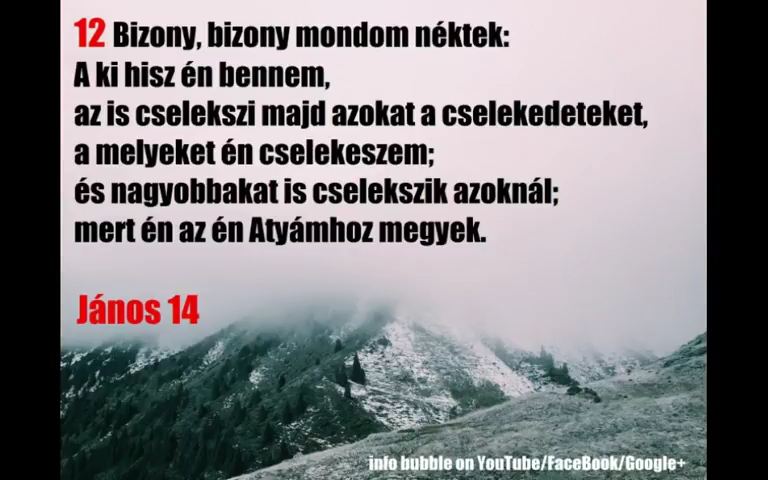 12 Bizony, bizony mondom néktek:
A ki hisz én bennem,
az is cselekszi majd azokat a cselekedeteket,
a melyeket én cselekeszem;
és nagyobbakat is cselekszik azoknál;
mert én az én Atyámhoz megyek.
János 14
info bubble on YouTube/FaceBook/Google+